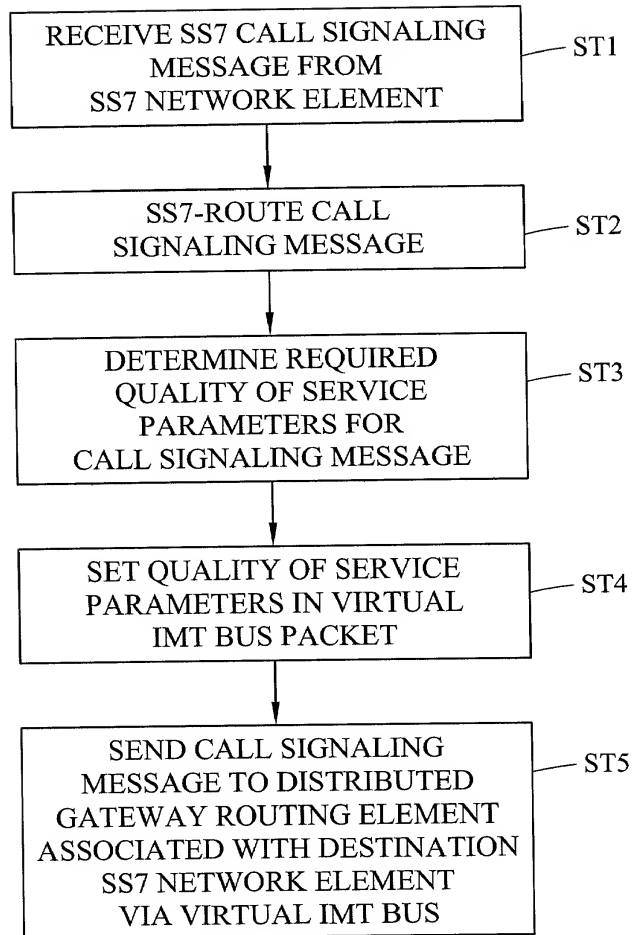 RECEIVE SS7 CALL SIGNALING
MESSAGE FROM
SS7 NETWORK ELEMENT
ST1
SS7-ROUTE CALL
SIGNALING MESSAGE
ST2
DETERMINE REQUIRED
QUALITY OF SERVICE
PARAMETERS FOR
CALL SIGNALING MESSAGE
ST3
SET QUALITY OF SERVICE
PARAMETERS IN VIRTUAL
IMT BUS PACKET
ST4
SEND CALL SIGNALING
MESSAGE TO DISTRIBUTED
GATEWAY ROUTING ELEMENT
ASSOCIATED WITH DESTINATION
SS7 NETWORK ELEMENT
VIA VIRTUAL IMT BUS
ST5